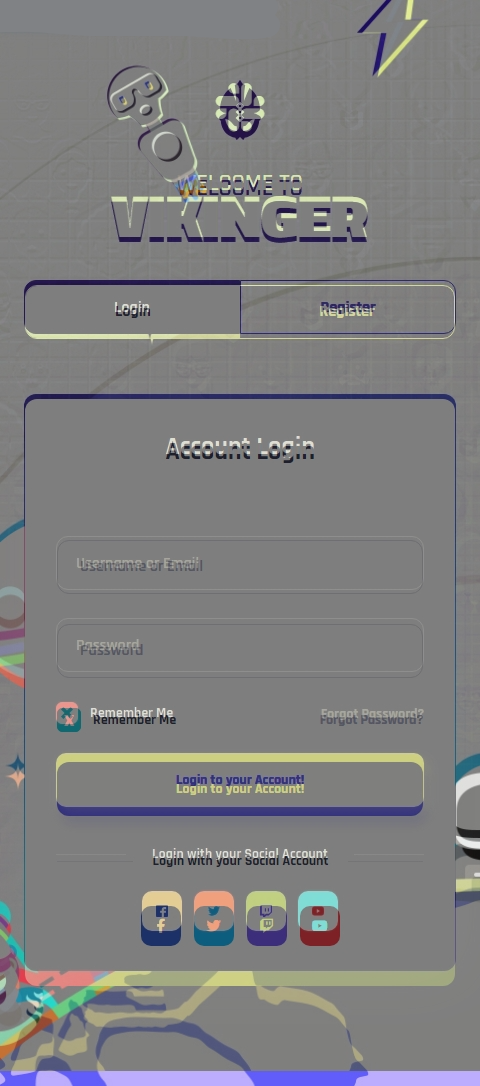 WELCOME TO
VIKINGER
Login Register
Account Login
Username or Email
Password
Remember Me Forgot Password?
Login to your Account!
Login with your Social Account